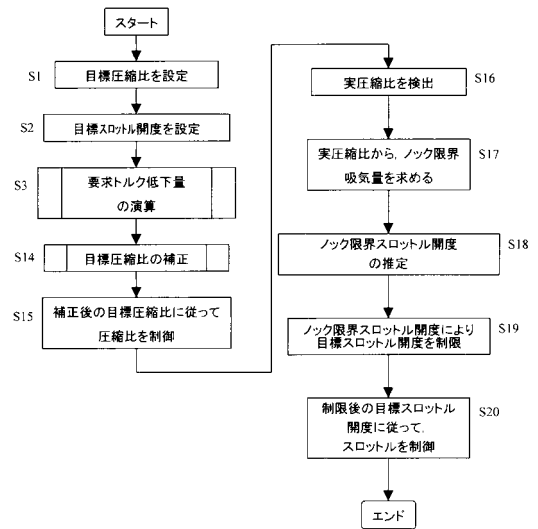 スタート
S1
目標圧縮比を設定
S2
目標スロットル開度を設定
S3
要求トルク低下量
の演算
S14
目標圧縮比の補正
S15
補正後の目標圧縮比に従って
圧縮比を制御
実圧縮比を検出
S16
実圧縮比から，ノック限界
吸気量を求める
S17
ノック限界スロットル開度
の推定
S18
ノック限界スロットル開度により
目標スロットル開度を制限
S19
制限後の目標スロットル
開度に従って，
スロットルを制御
S20
エンド